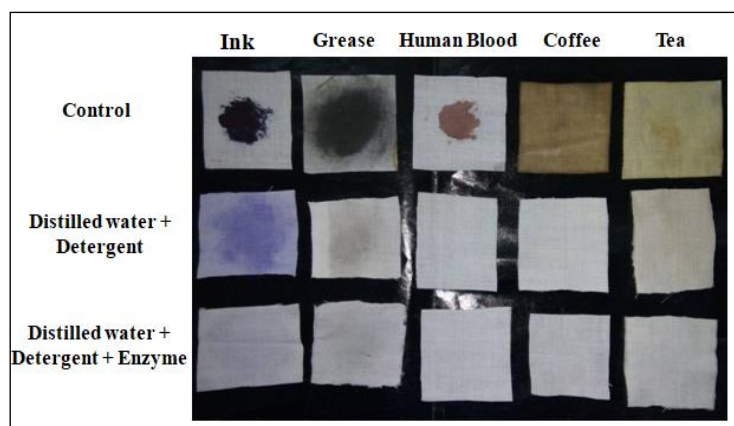 Ink Grease Human Blood Coffee Tea
Control
Distilled water +
Detergent
Distilled water +
Detergent + Enzyme